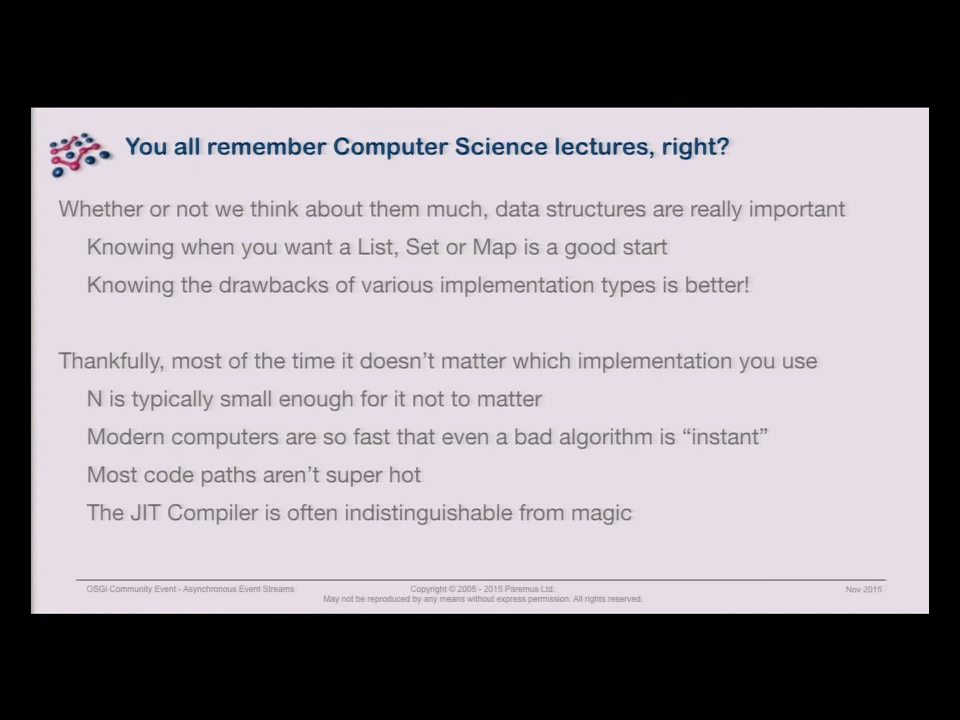 You all remember Computer Science lectures, right?
Whether or not we think about them much, data structures are really important
Knowing when you want a List, Set or Map is a good start
Knowing the drawbacks of various implementation types is better!
Thankfully, most of the time it doesn’t matter which implementation you use
N is typically small enough for it not to matter
Modern computers are so fast that even a bad algorithm is “instant”
Most code paths aren’t super hot
The JIT Compiler is often indistinguishable from magic
OSGi Community Event - Asynchronous Event Streams
Copyright © 2005 - 2015 Paremus Ltd.
May not be reproduced by any means without express permission. All rights reserved.
Nov 2015